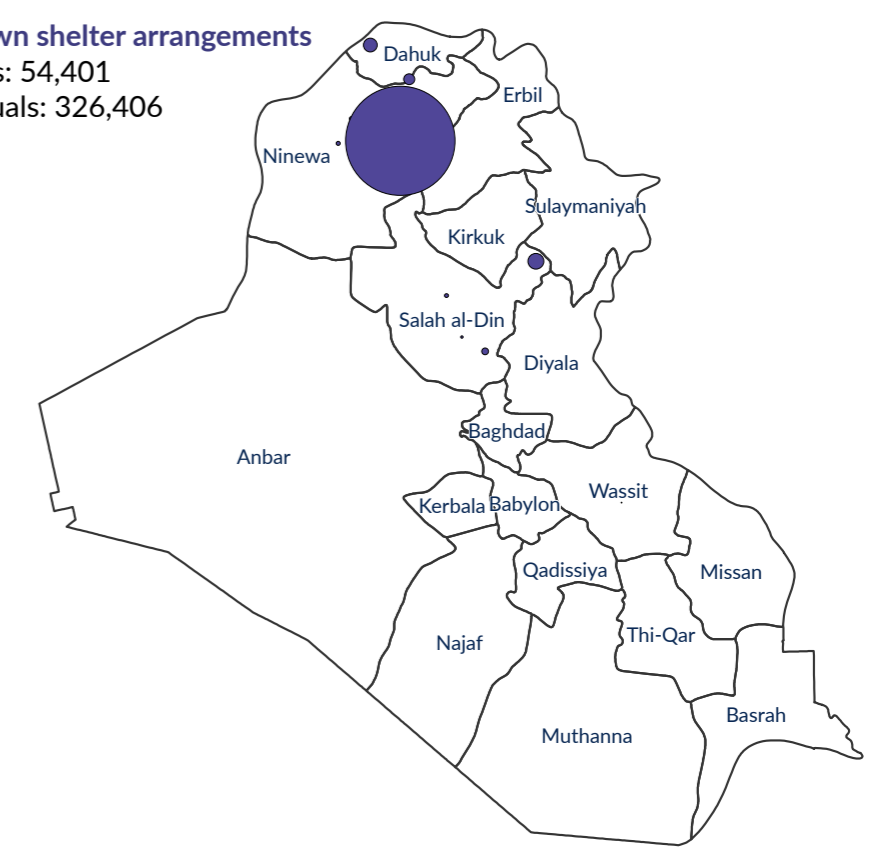 wn shelter arrangements
s: 54,401
uals: 326,406
Dahuk
Erbil
Ninewa
Sulaymaniyah
Kirkuk
Salah al-Din
Diyala
Baghdad
Anbar
Wassit
Kerbala
Babylon
Qadissiya
Missan
Thi-Qar
Najaf
Basrah
Muthanna